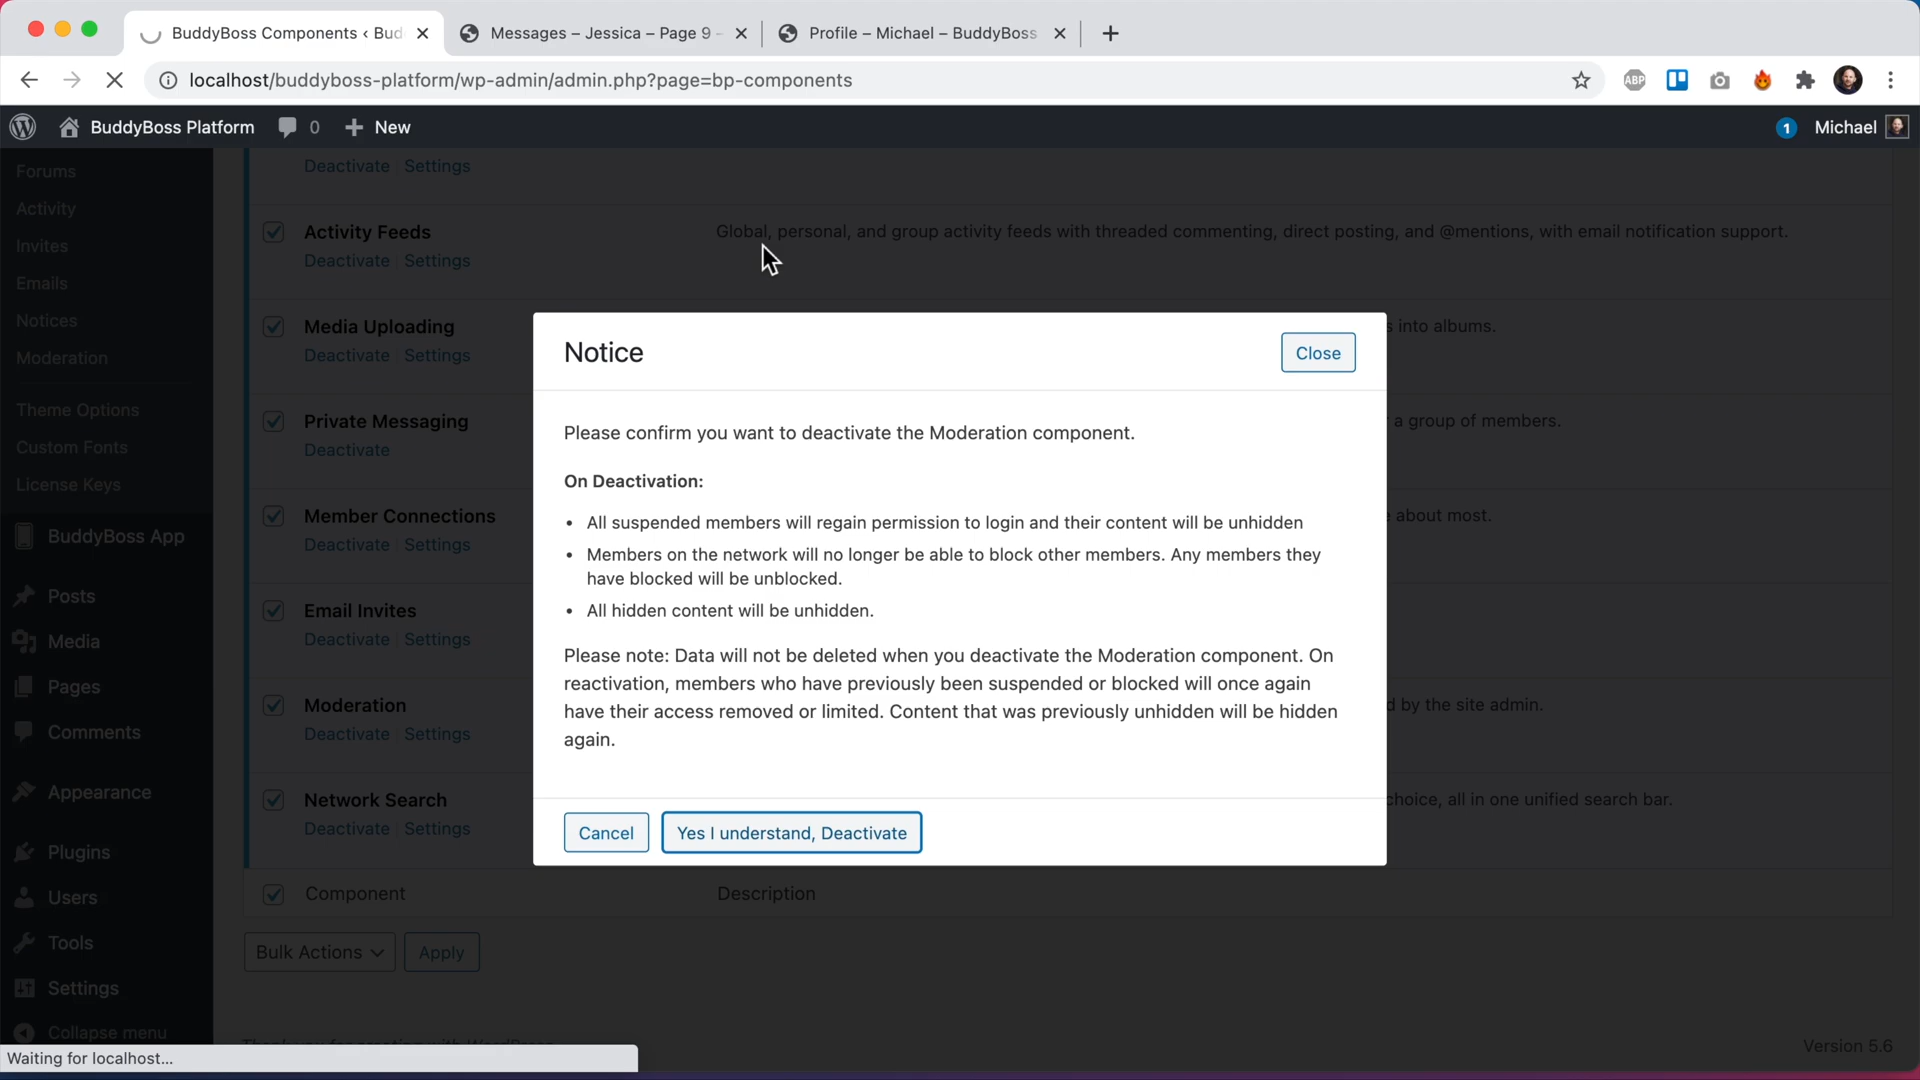 BuddyBoss Components ‹ Bud
Messages – Jessica – Page 9 –
Profile – Michael – BuddyBoss
localhost/buddyboss-platform/wp-admin/admin.php?page=bp-components
ABP
BuddyBoss Platform
0
New
1
Michael
Forums
Activity
Invites
Emails
Notices
Moderation
Theme Options
Custom Fonts
License Keys
BuddyBoss App
Posts
Media
Pages
Comments
Appearance
Plugins
Users
Tools
Settings
Collapse menu
Deactivate | Settings
Activity Feeds
Global, personal, and group activity feeds with threaded commenting, direct posting, and @mentions, with email notification support.
Deactivate | Settings
Media Uploading
s into albums.
Deactivate | Settings
Private Messaging
a group of members.
Deactivate
Member Connections
e about most.
Deactivate | Settings
Email Invites
Deactivate | Settings
Moderation
d by the site admin.
Deactivate | Settings
Network Search
choice, all in one unified search bar.
Deactivate | Settings
Component
Description
Bulk Actions
Apply
Notice
Close
Please confirm you want to deactivate the Moderation component.
On Deactivation:
• All suspended members will regain permission to login and their content will be unhidden
• Members on the network will no longer be able to block other members. Any members they
have blocked will be unblocked.
• All hidden content will be unhidden.
Please note: Data will not be deleted when you deactivate the Moderation component. On
reactivation, members who have previously been suspended or blocked will once again
have their access removed or limited. Content that was previously unhidden will be hidden
again.
Cancel
Yes I understand, Deactivate
Version 5.6
Waiting for localhost...